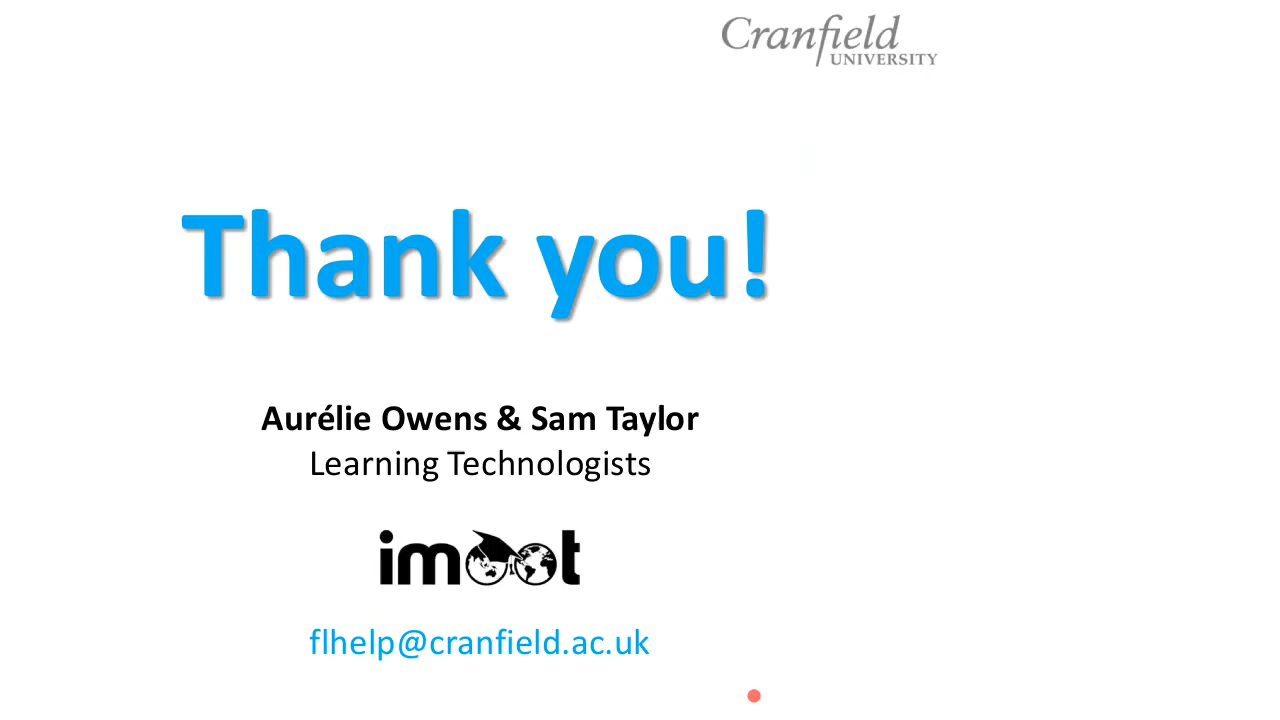 Cranfield
UNIVERSITY
Thank you!
Aurélie Owens & Sam Taylor
Learning Technologists
imoot
flhelp@cranfield.ac.uk